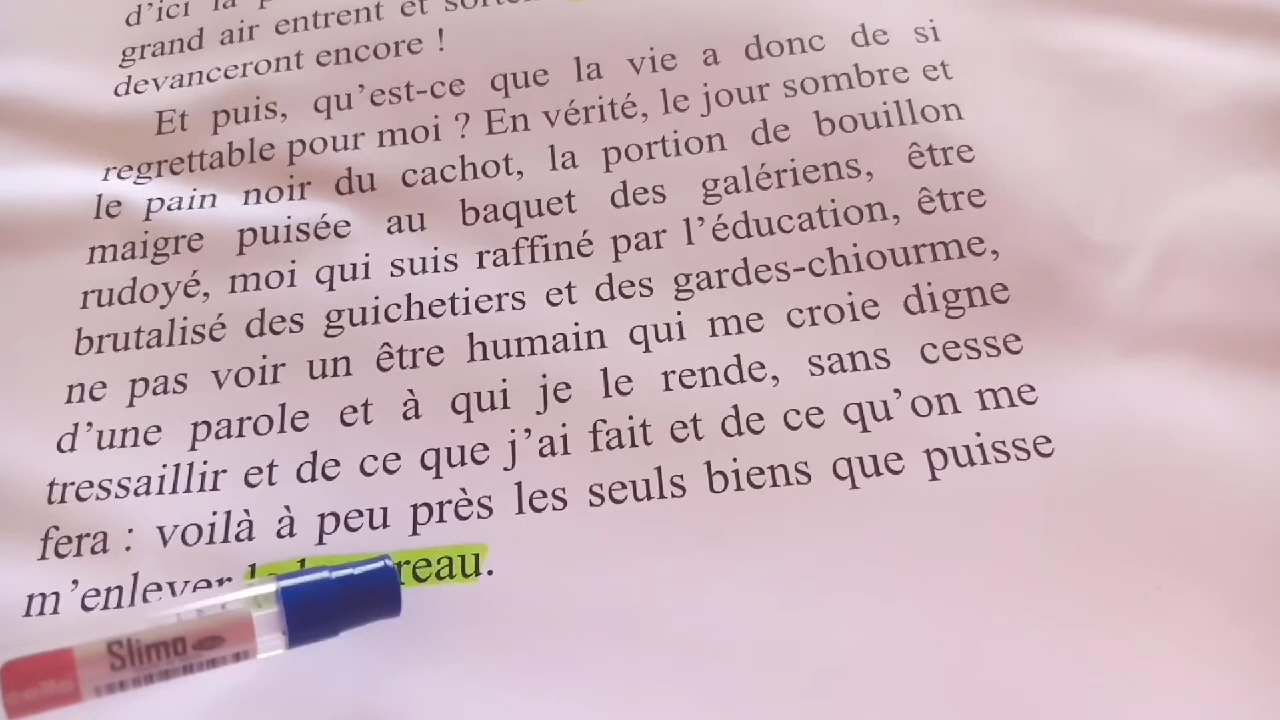 d'ici la
grand air entrent et
devanceront encore !
Et puis, qu'est-ce que la vie a donc de si
regrettable pour moi ? En vérité, le jour sombre et
le pain noir du cachot, la portion de bouillon
maigre puisée au baquet des galériens, être
rudoyé, moi qui suis raffiné par l'éducation, être
brutalisé des guichetiers et des gardes-chiourme,
ne pas voir un être humain qui me croie digne
d'une parole et à qui je le rende, sans cesse
tressaillir et de ce que j'ai fait et de ce qu'on me
fera : voilà à peu près les seuls biens que puisse
m'enlever reau.
Slimo